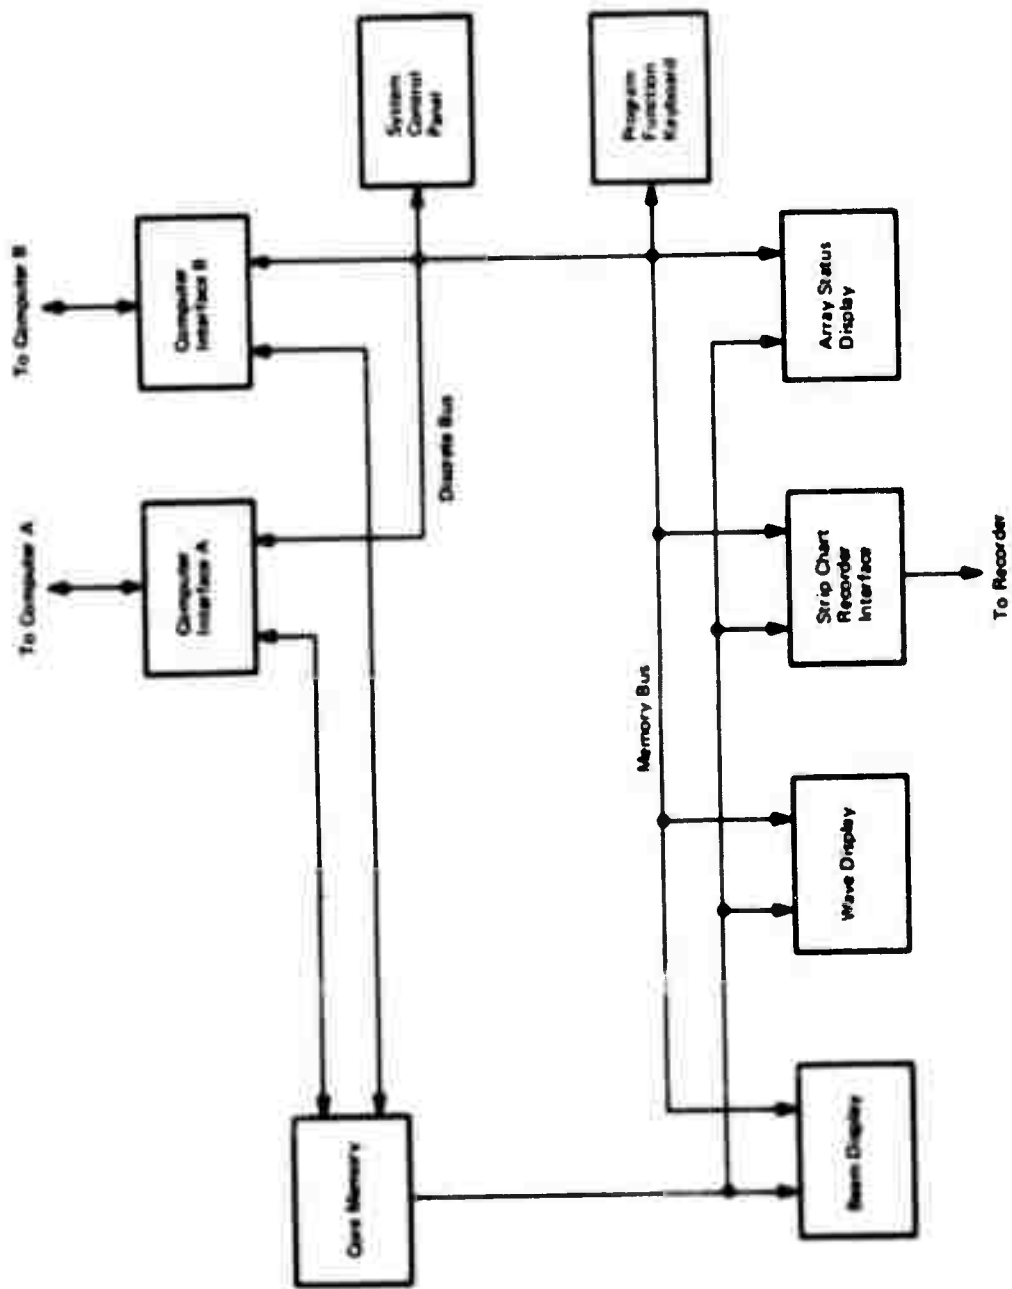 To Computer A
To Computer B
Computer
Interface A
Computer
Interface B
System
Control
Panel
Core Memory
Discrete Bus
Program
Function
Keyboard
Memory Bus
Beam Display
Wave Display
Strip Chart
Recorder
Interface
Array Status
Display
To Recorder